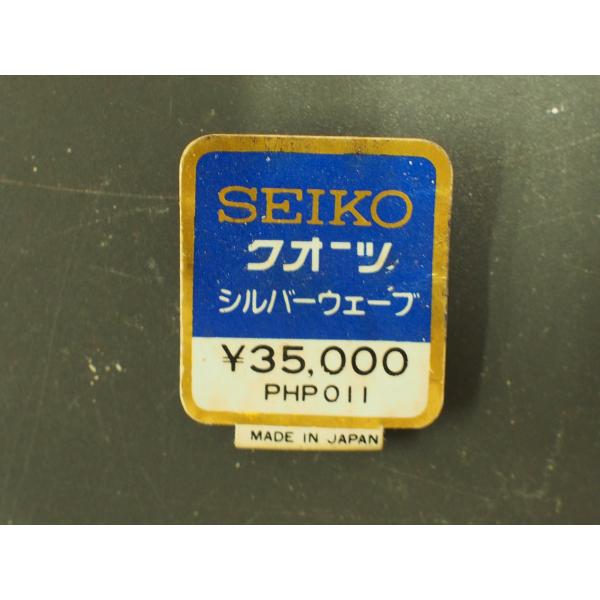 SEIKO
クオーツ
シルバーウェーブ
¥35,000
PHP011
MADE IN JAPAN